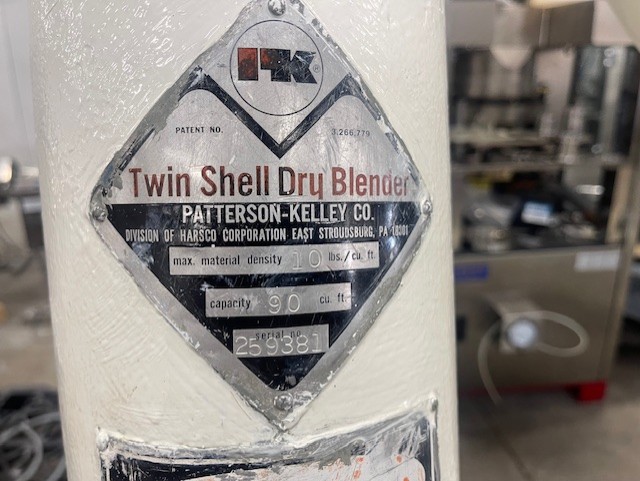 PK
PATENT NO. 3,266,779
Twin Shell Dry Blender
PATTERSON-KELLEY CO.
DIVISION OF HARSCO CORPORATION EAST STROUDSBURG, PA 18301
max. material density 10 lbs./cu. ft.
capacity 90 cu. ft.
serial no.
259381